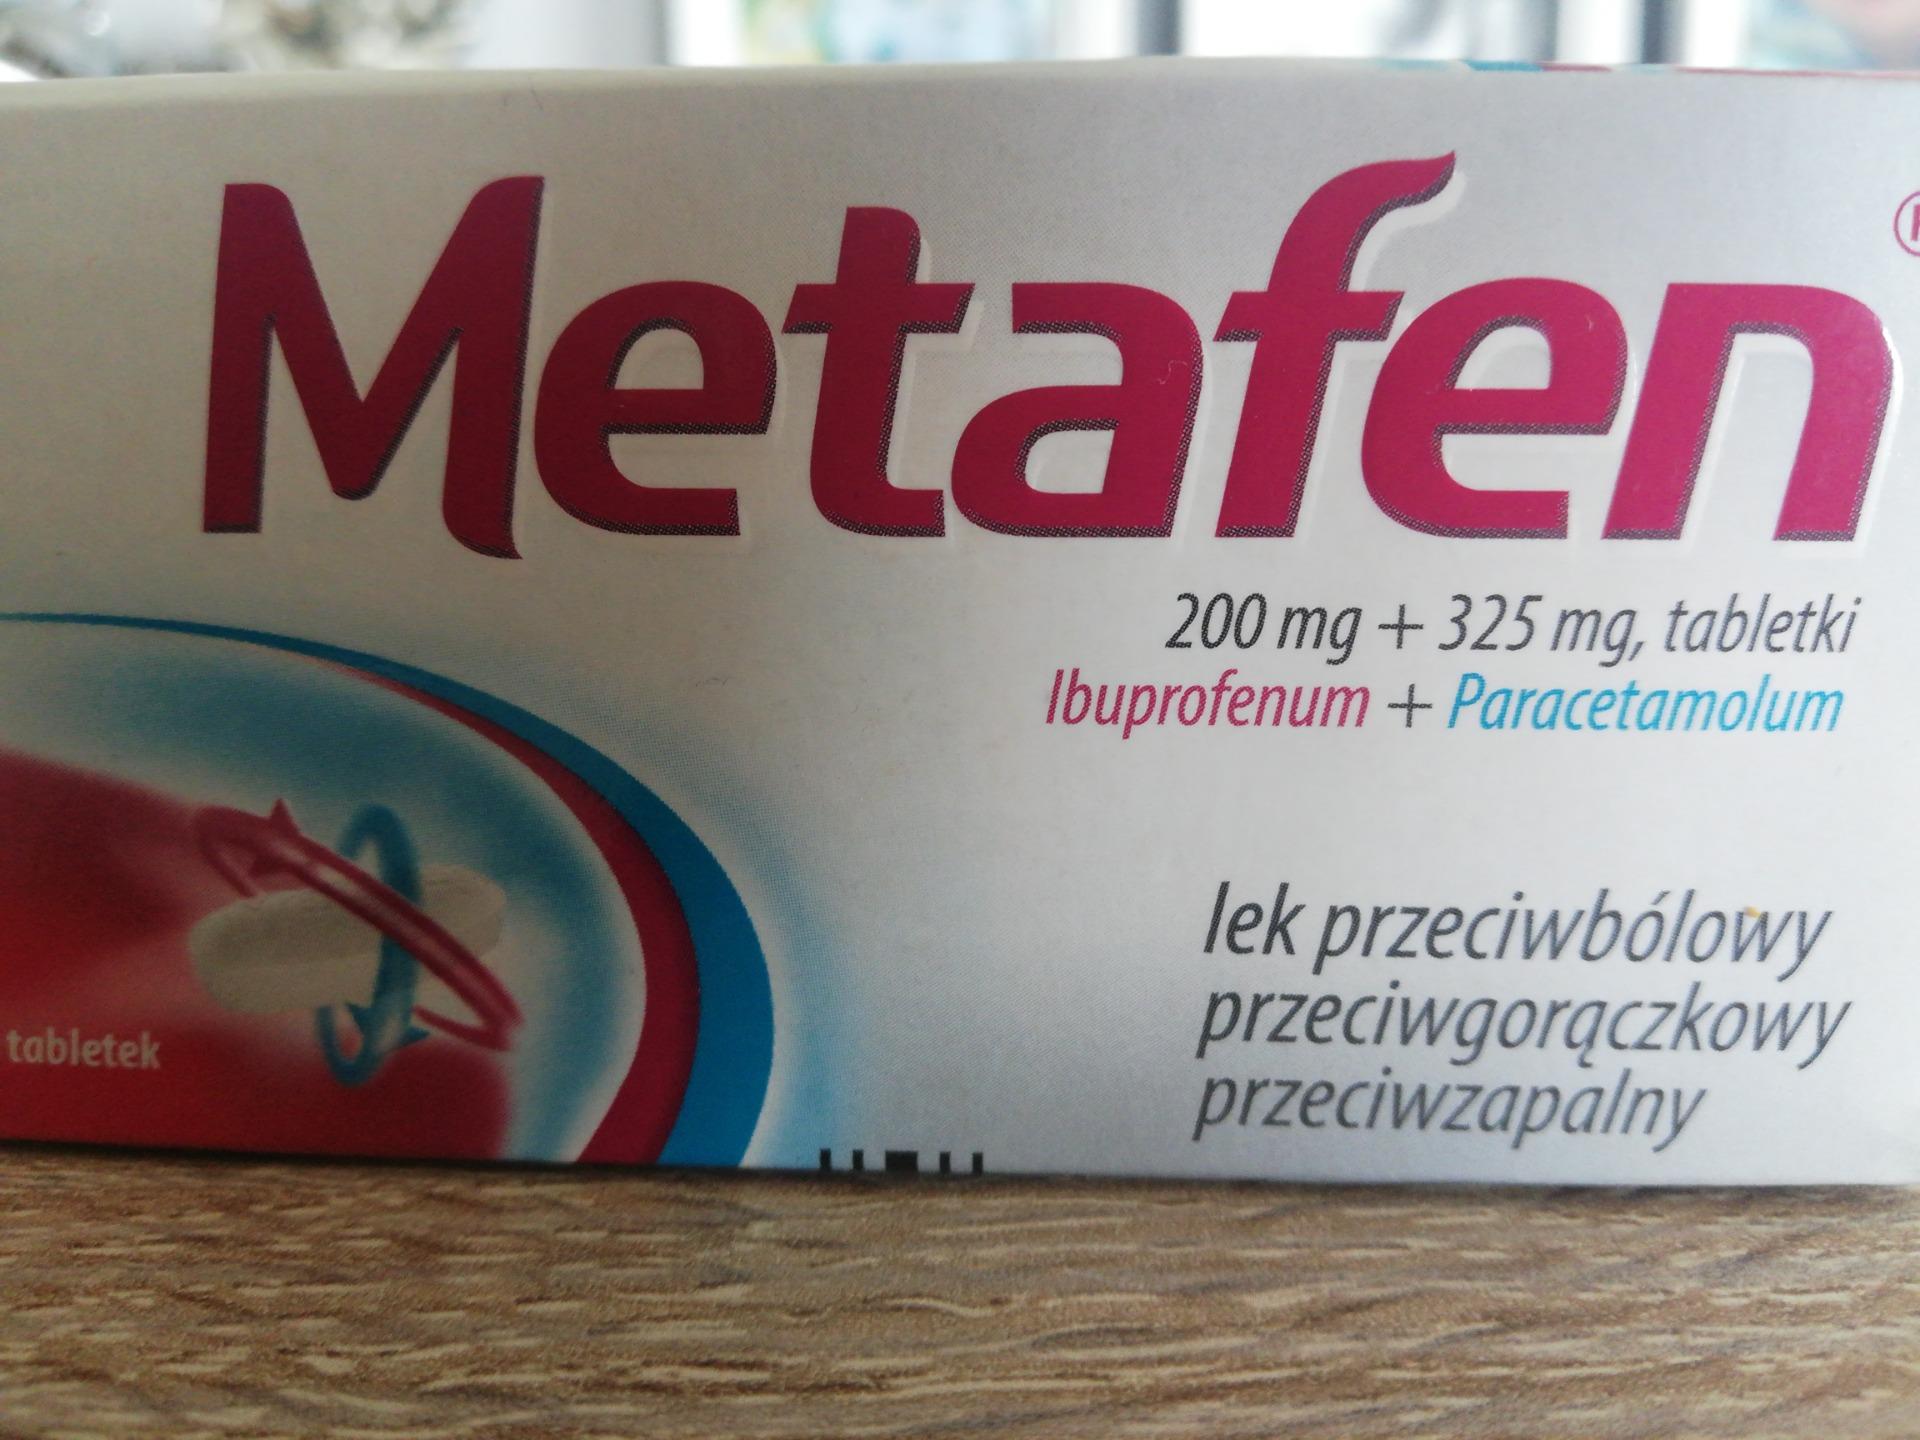 Metafen
200 mg + 325 mg, tabletki
Ibuprofenum + Paracetamolum
lek przeciwbólowy
przeciwgorączkowy
przeciwzapalny
tabletek